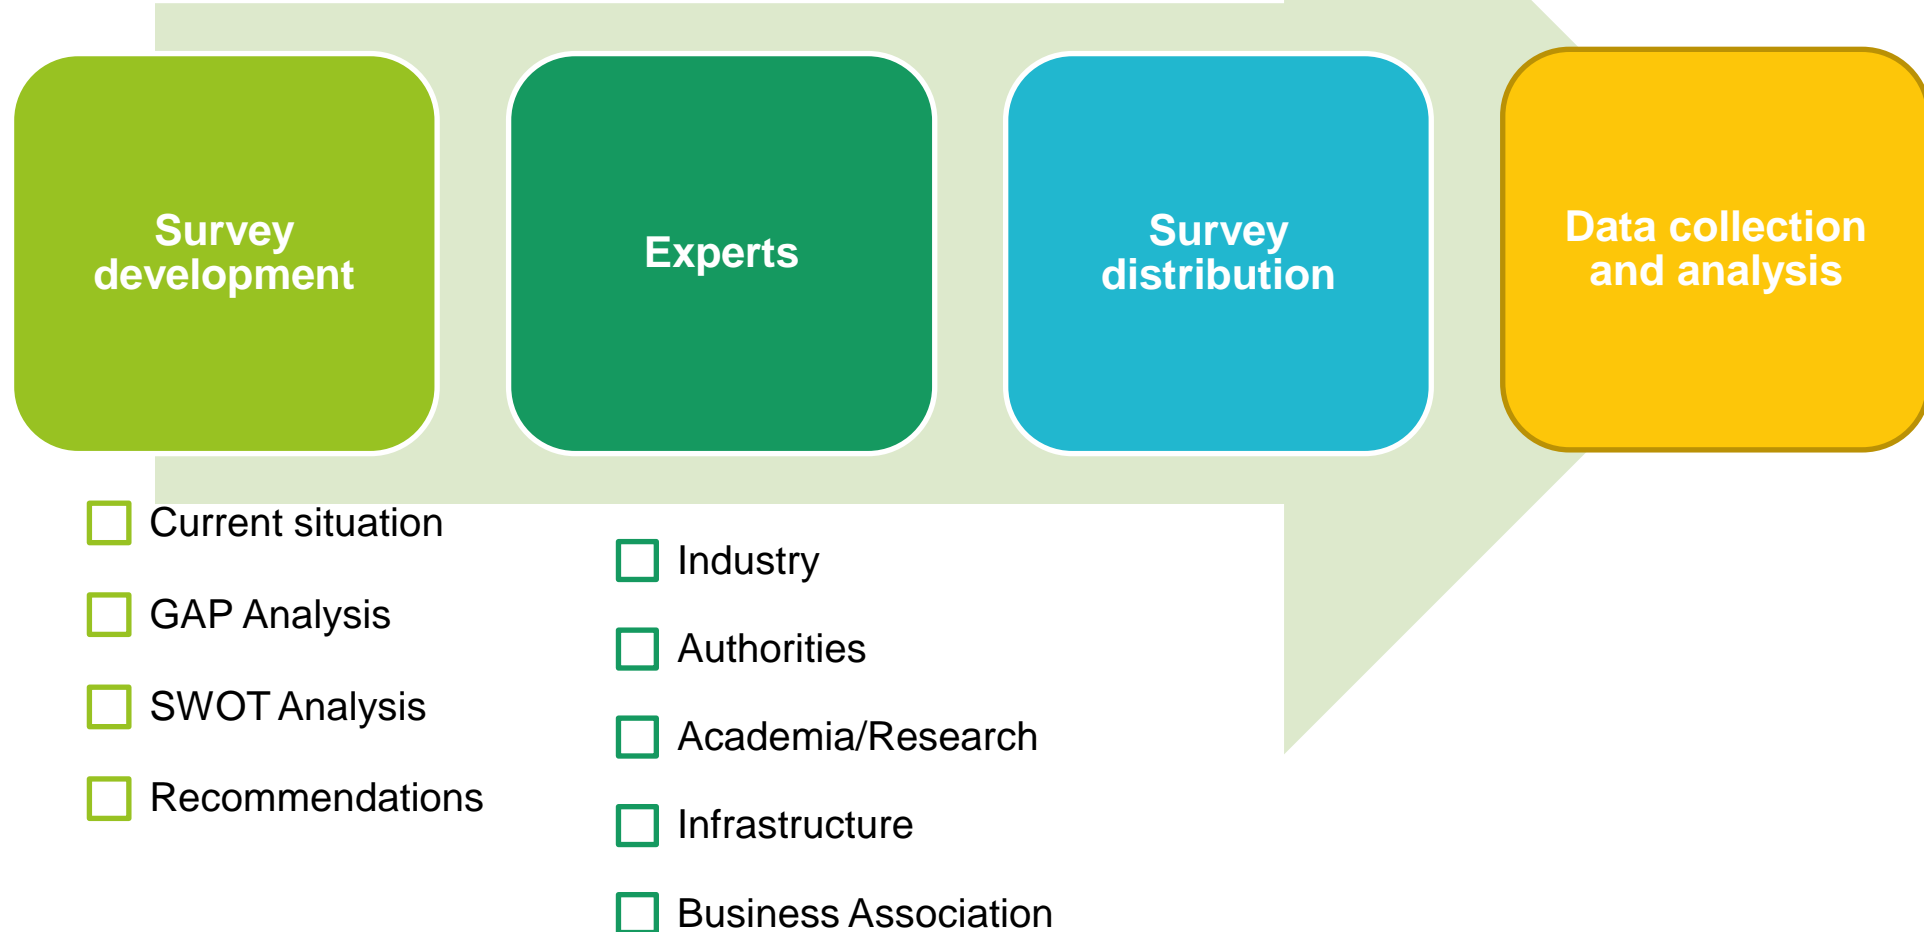 Survey
development
Experts
Survey
distribution
Data collection
and analysis
Current situation
GAP Analysis
SWOT Analysis
Recommendations
Industry
Authorities
Academia/Research
Infrastructure
Business Association